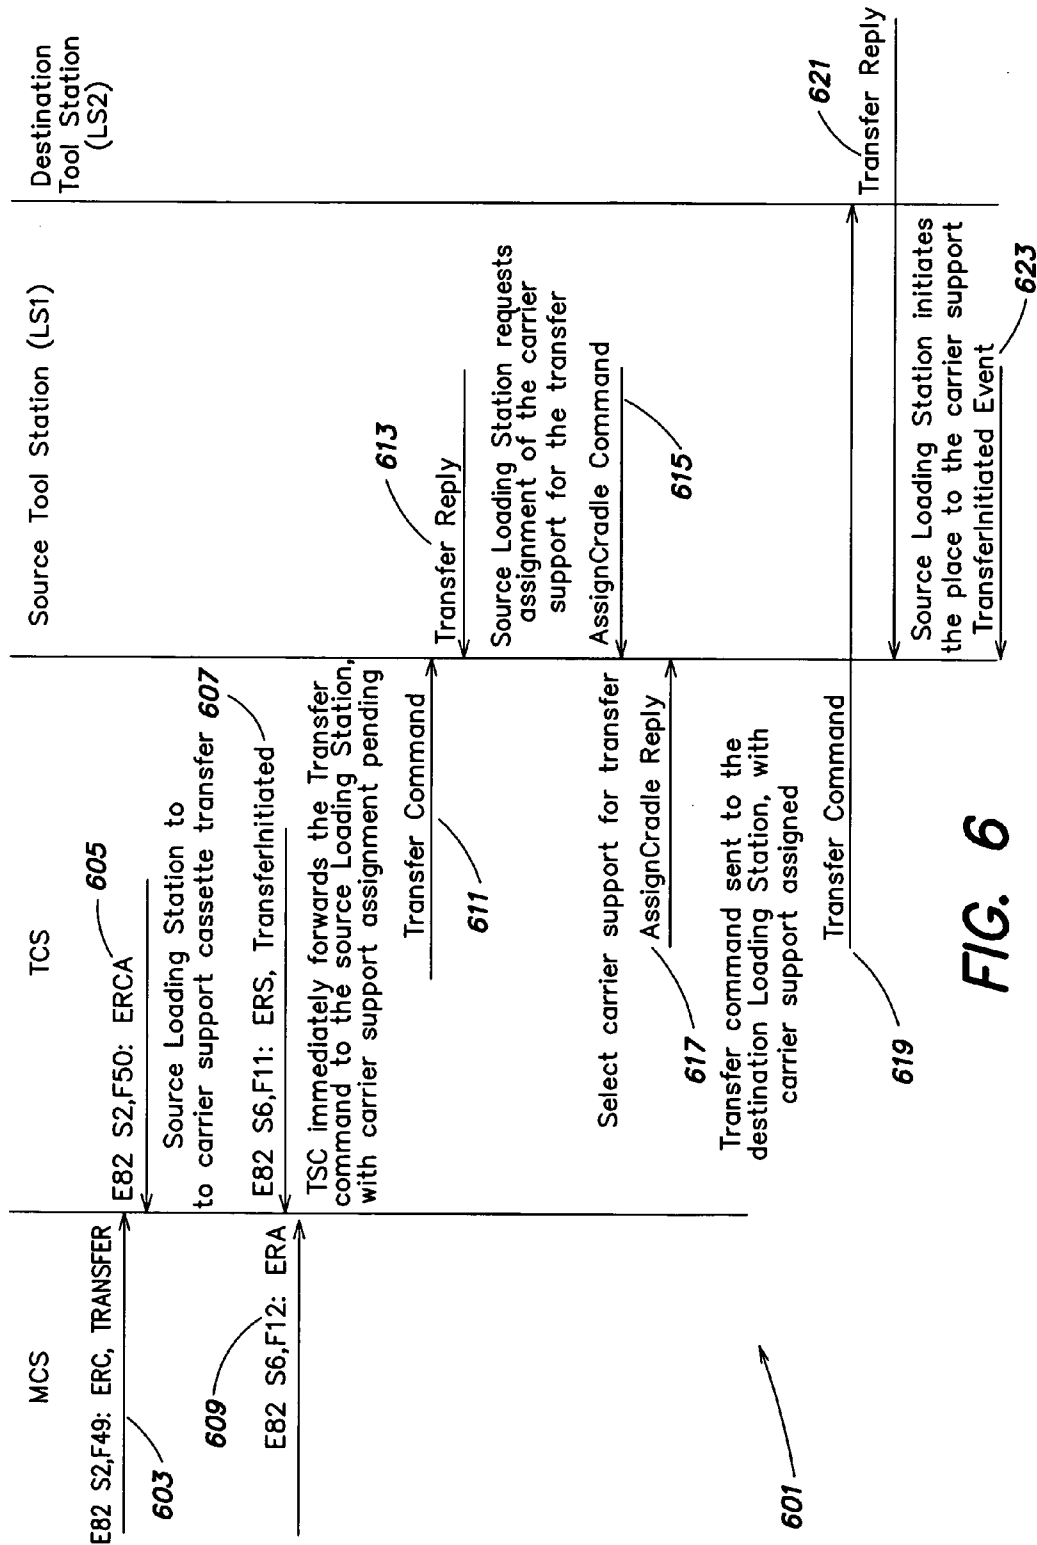 MCS
TCS
Source Tool Station (LS1)
Destination
Tool Station
(LS2)
E82 S2,F49: ERC, TRANSFER
603
E82 S2,F50: ERCA
605
Source Loading Station to
to carrier support cassette transfer
607
E82 S6,F11: ERS, TransferInitiated
609
E82 S6,F12: ERA
TSC immediately forwards the Transfer
command to the source Loading Station,
with carrier support assignment pending
Transfer Command
611
613
Transfer Reply
Source Loading Station requests
assignment of the carrier
support for the transfer
AssignCradle Command
615
Select carrier support for transfer
AssignCradle Reply
617
Transfer command sent to the
destination Loading Station, with
carrier support assigned
Transfer Command
619
621
Transfer Reply
Source Loading Station initiates
the place to the carrier support
TransferInitiated Event
623
601
FIG. 6